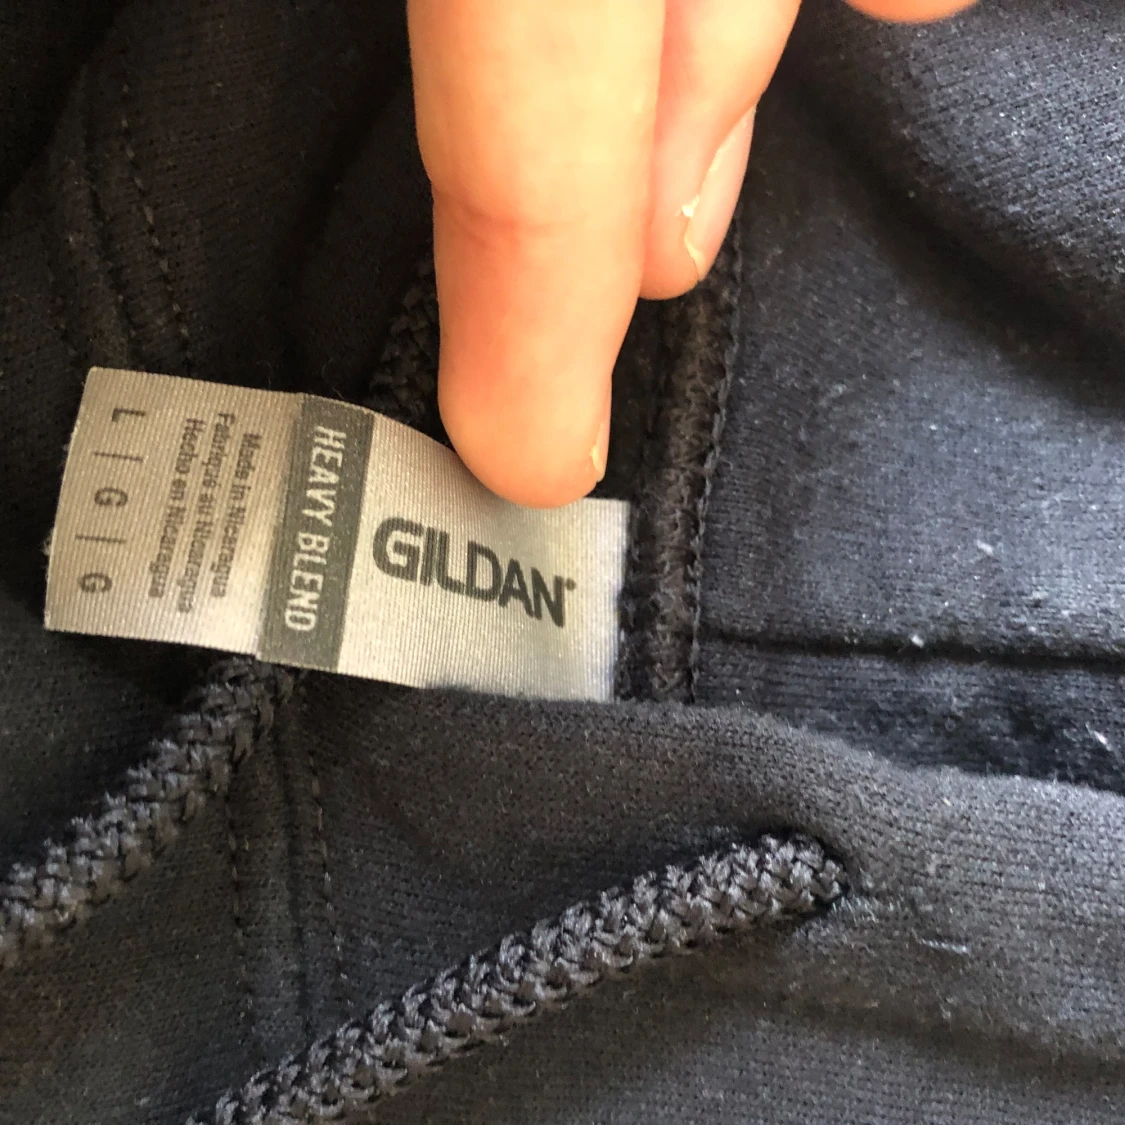 GILDAN®
HEAVY BLEND
Made in Nicaragua
Fabriqué au Nicaragua
Hecho en Nicaragua
L | G | G